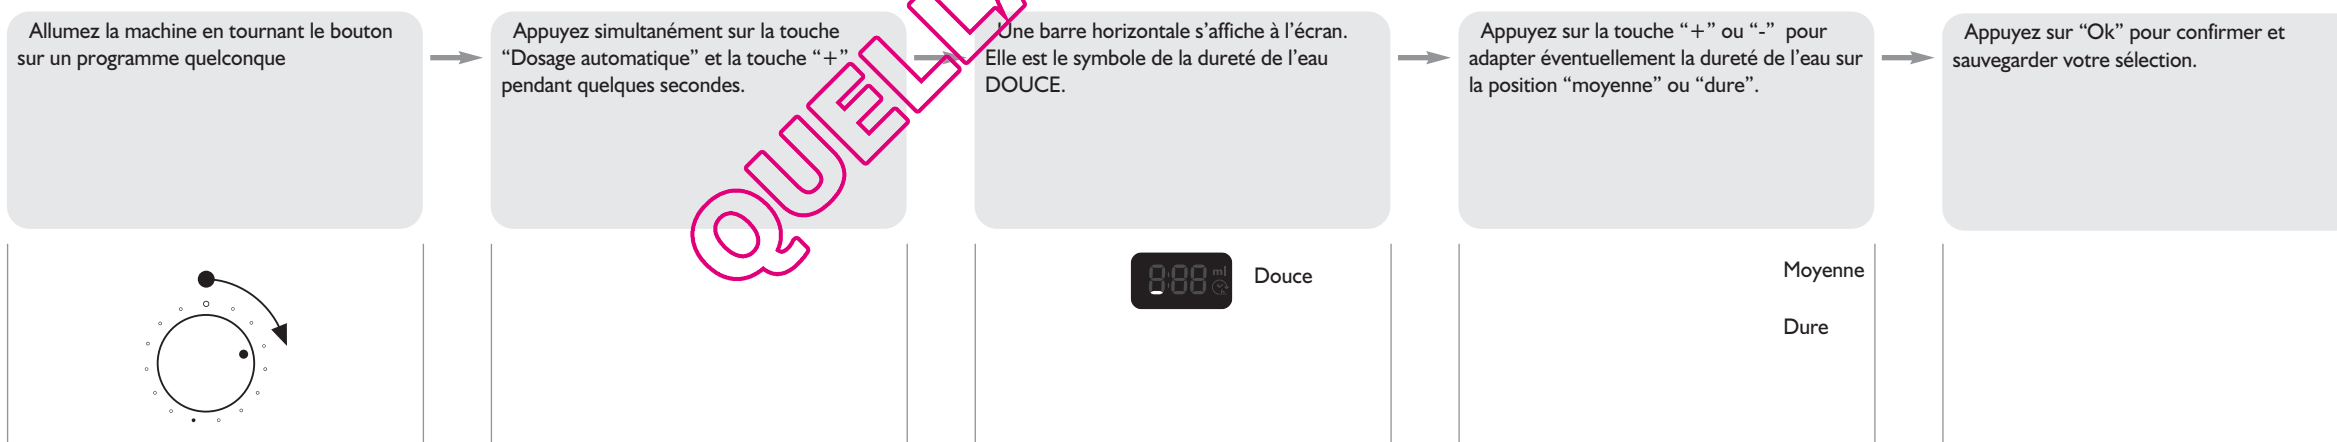 Allumez la machine en tournant le bouton
sur un programme quelconque
Appuyez simultanément sur la touche
“Dosage automatique” et la touche “+”
pendant quelques secondes.
Une barre horizontale s’affiche à l’écran.
Elle est le symbole de la dureté de l’eau
DOUCE.
Appuyez sur la touche “+” ou “-” pour
adapter éventuellement la dureté de l’eau sur
la position “moyenne” ou “dure”.
Appuyez sur “Ok” pour confirmer et
sauvegarder votre sélection.
QUELL
8:88 ml
h
Douce
Moyenne
Dure